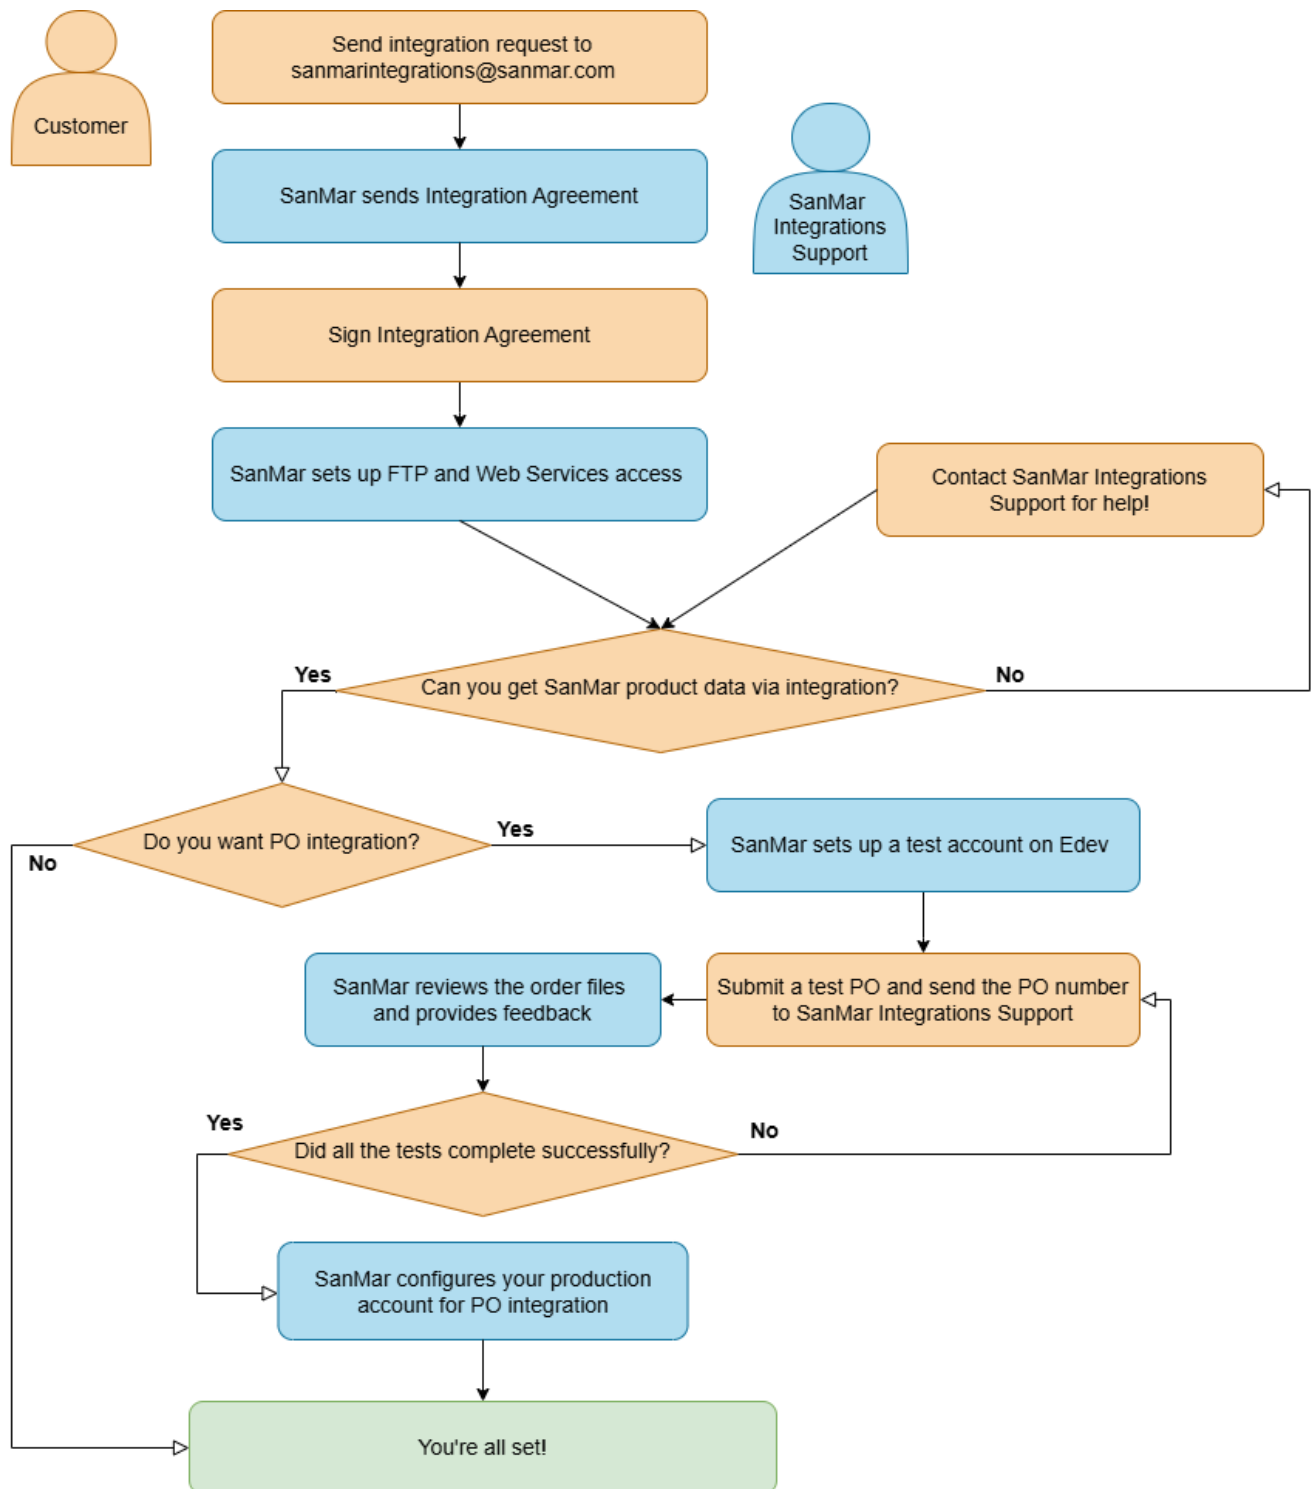 Send integration request to
sanmarintegrations@sanmar.com
Customer
SanMar sends Integration Agreement
SanMar
Integrations
Support
Sign Integration Agreement
SanMar sets up FTP and Web Services access
Contact SanMar Integrations
Support for help!
Yes
No
Can you get SanMar product data via integration?
Do you want PO integration?
Yes
No
SanMar sets up a test account on Edev
SanMar reviews the order files
and provides feedback
Submit a test PO and send the PO number
to SanMar Integrations Support
Yes
No
Did all the tests complete successfully?
SanMar configures your production
account for PO integration
You're all set!